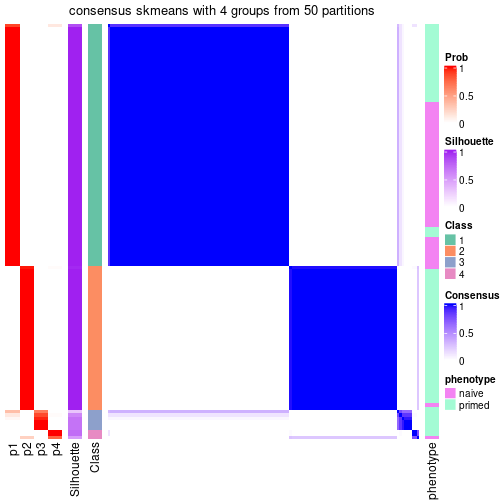 consensus skmeans with 4 groups from 50 partitions
Prob
1
0.5
0
Silhouette
1
0.5
0
Class
1
2
3
4
Consensus
1
0.5
0
phenotype
naive
primed
p1
p2
p3
p4
Silhouette
Class
phenotype